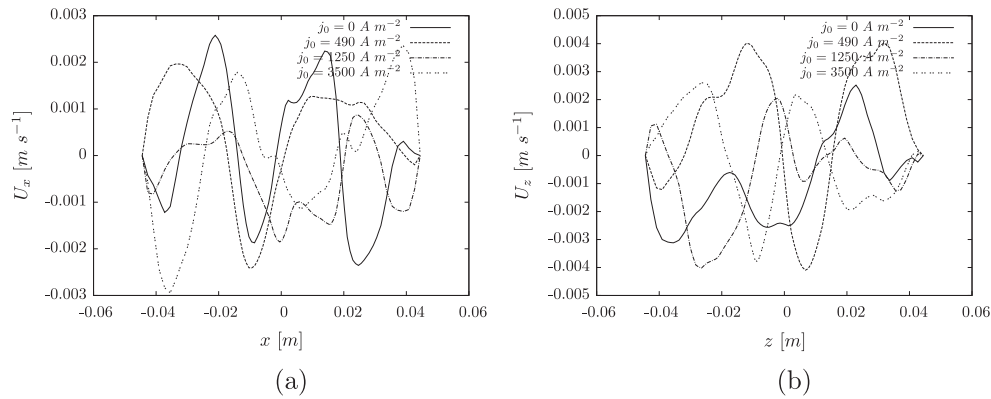 0.003
0.002
0.001
0
-0.001
-0.002
-0.003
-0.06
-0.04
-0.02
0
0.02
0.04
0.06
U_x [m s⁻¹]
x [m]
j₀ = 0 A m⁻²
j₀ = 490 A m⁻²
j₀ = 1250 A m⁻²
j₀ = 3500 A m⁻²
(a)
0.005
0.004
0.003
0.002
0.001
0
-0.001
-0.002
-0.003
-0.004
-0.005
-0.06
-0.04
-0.02
0
0.02
0.04
0.06
U_z [m s⁻¹]
z [m]
j₀ = 0 A m⁻²
j₀ = 490 A m⁻²
j₀ = 1250 A m⁻²
j₀ = 3500 A m⁻²
(b)